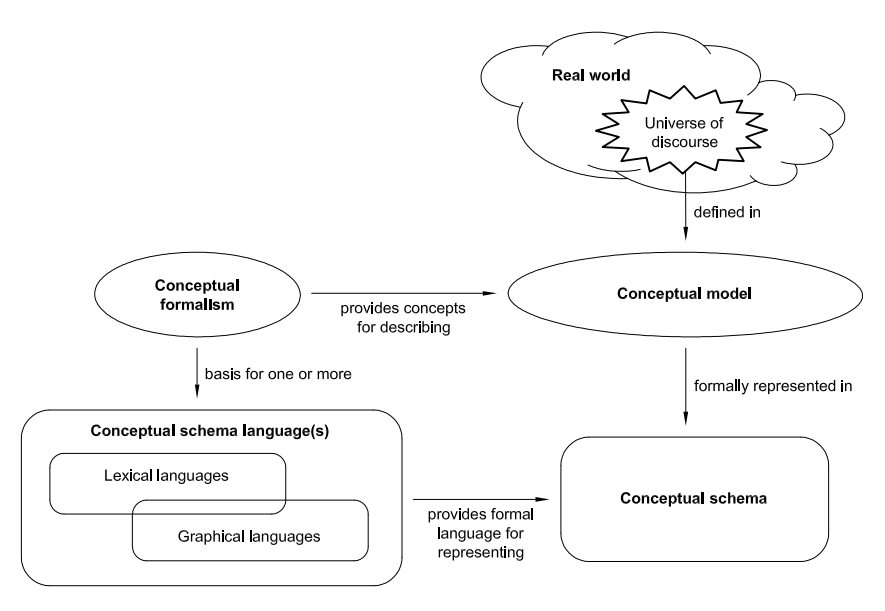 Real world
Universe of
discourse
defined in
Conceptual
formalism
provides concepts
for describing
Conceptual model
basis for one or more
formally represented in
Conceptual schema language(s)
Lexical languages
Graphical languages
provides formal
language for
representing
Conceptual schema